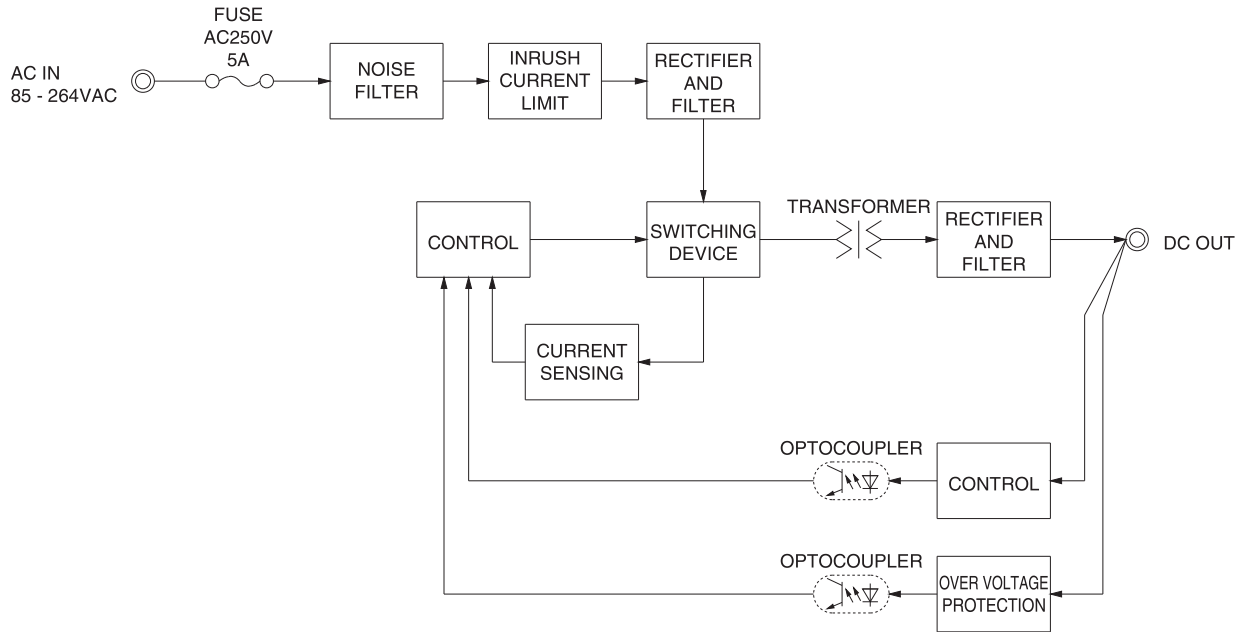 FUSE
AC250V
5A
AC IN
85 - 264VAC
NOISE
FILTER
INRUSH
CURRENT
LIMIT
RECTIFIER
AND
FILTER
CONTROL
SWITCHING
DEVICE
TRANSFORMER
RECTIFIER
AND
FILTER
DC OUT
CURRENT
SENSING
OPTOCOUPLER
CONTROL
OPTOCOUPLER
OVER VOLTAGE
PROTECTION